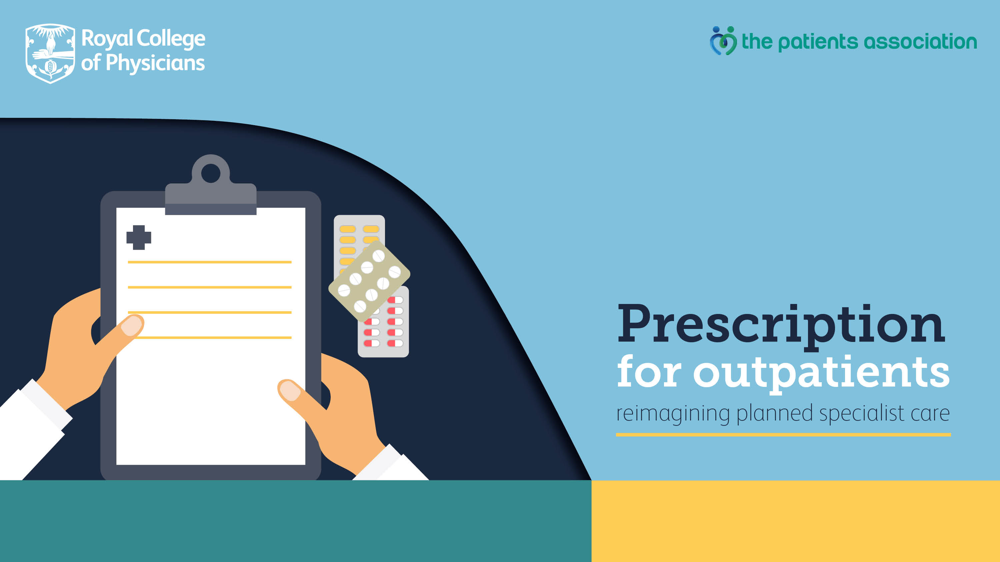 Royal College
of Physicians
the patients association
Prescription
for outpatients
reimagining planned specialist care